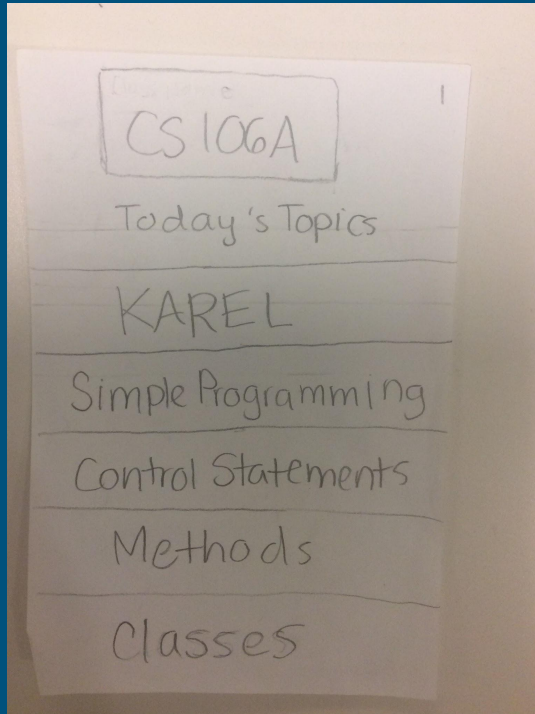 1
CS106A
Today's Topics
KAREL
Simple Programming
Control Statements
Methods
Classes